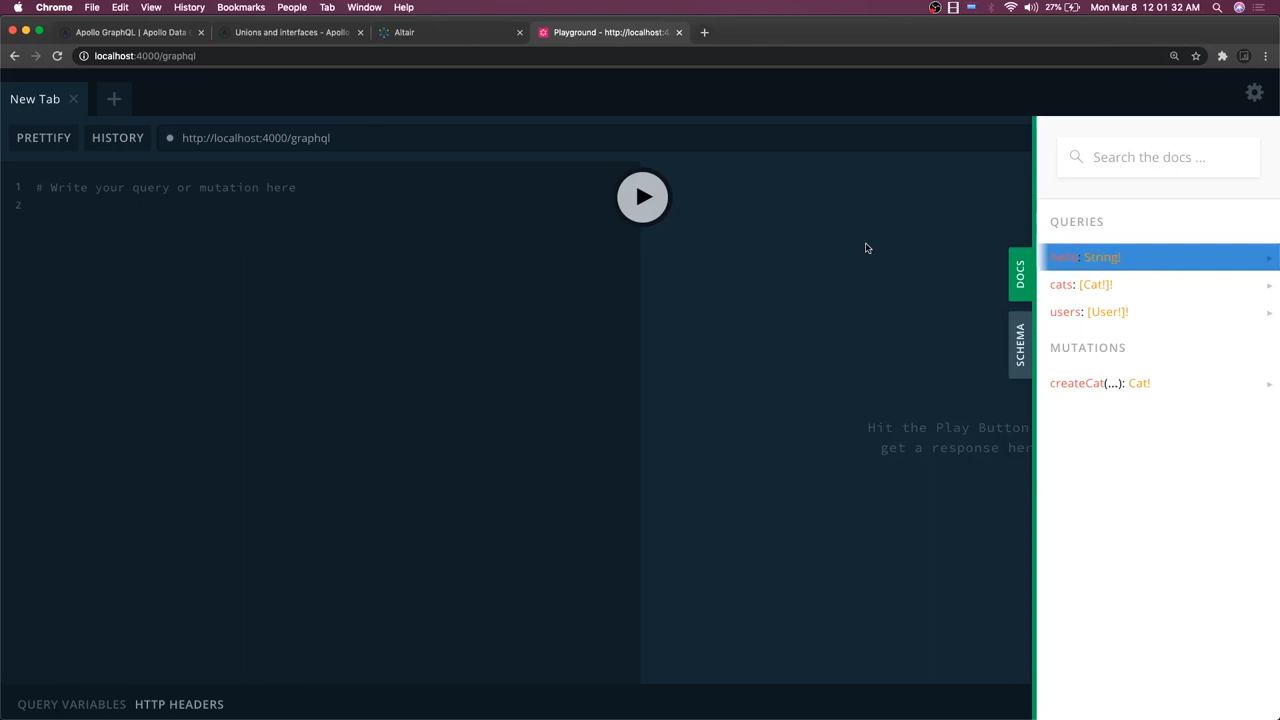 Chrome File Edit View History Bookmarks People Tab Window Help 27% Mon Mar 8 12 01 32 AM
Apollo GraphQL | Apollo Data × Unions and interfaces - Apollo × Altair × Playground - http://localhost:4 × +
localhost:4000/graphql
New Tab × +
PRETTIFY HISTORY http://localhost:4000/graphql
Search the docs ...
1 # Write your query or mutation here
2
QUERIES
hello: String!
cats: [Cat!]!
users: [User!]!
DOCS
SCHEMA
MUTATIONS
createCat(...): Cat!
Hit the Play Button
get a response her
QUERY VARIABLES HTTP HEADERS